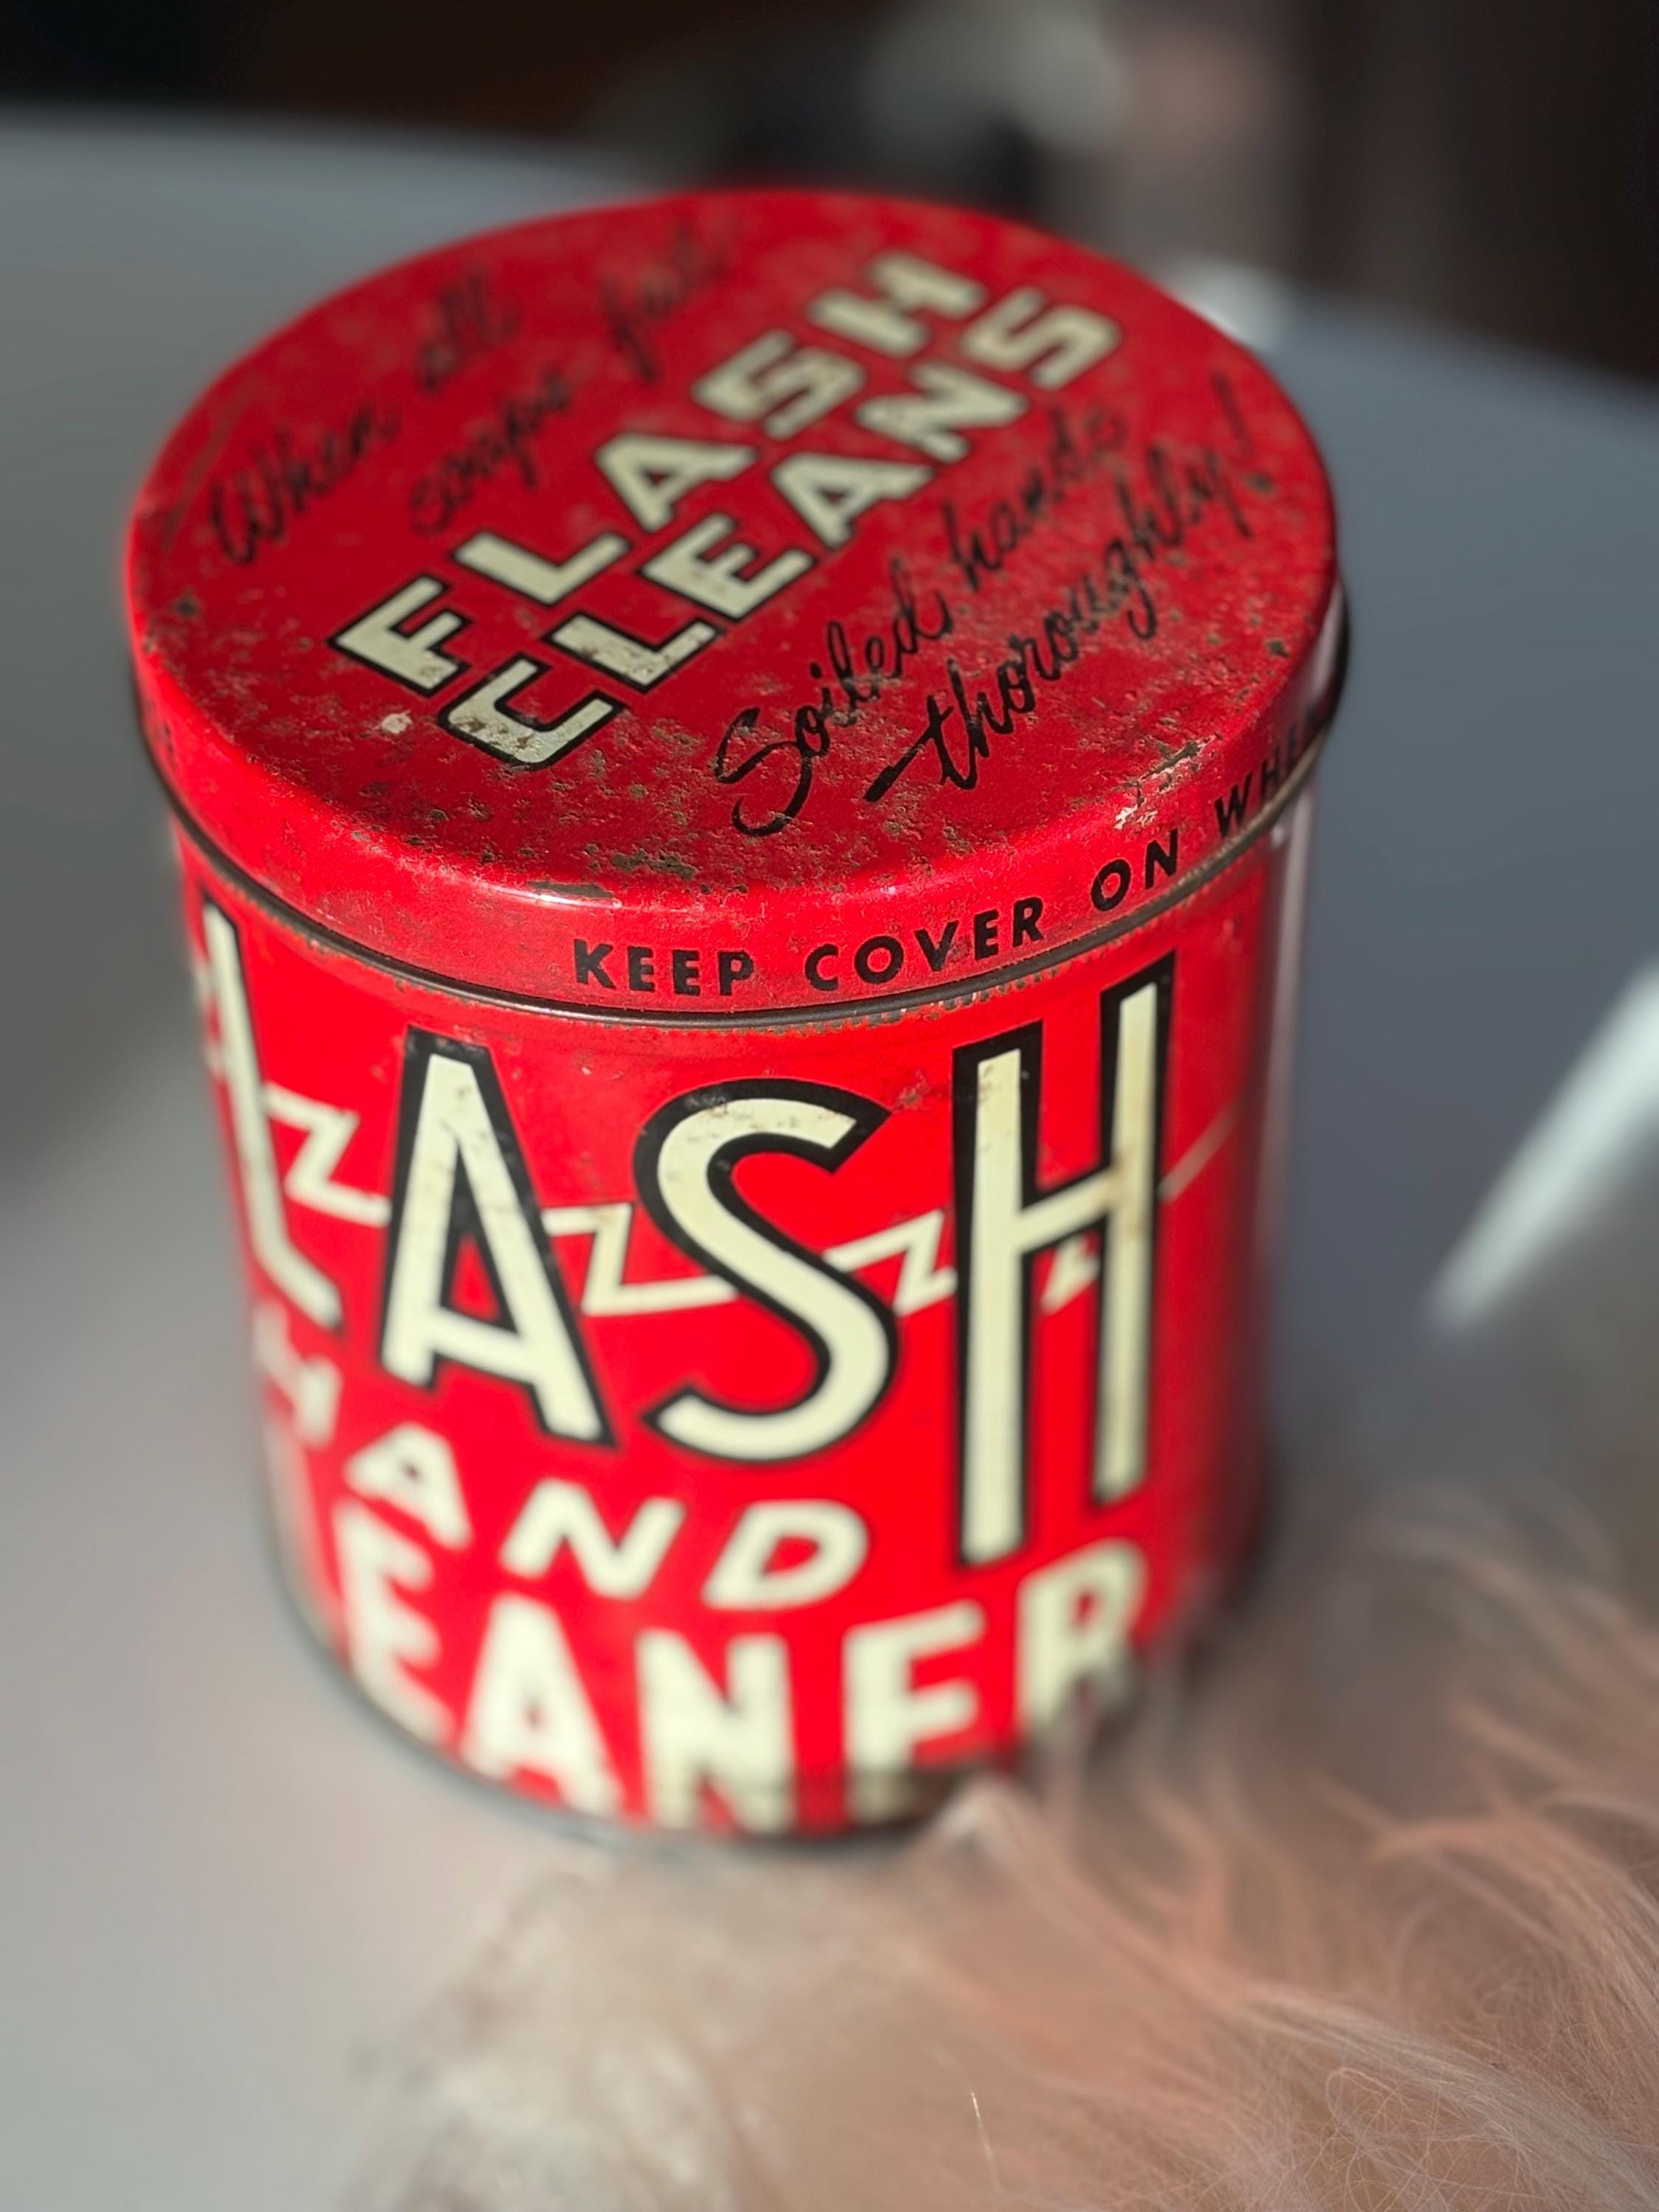 When all
soaps fail
FLASH
CLEANS
Soiled hands
thoroughly!
KEEP COVER ON WHE
LASH
HAND
EANER